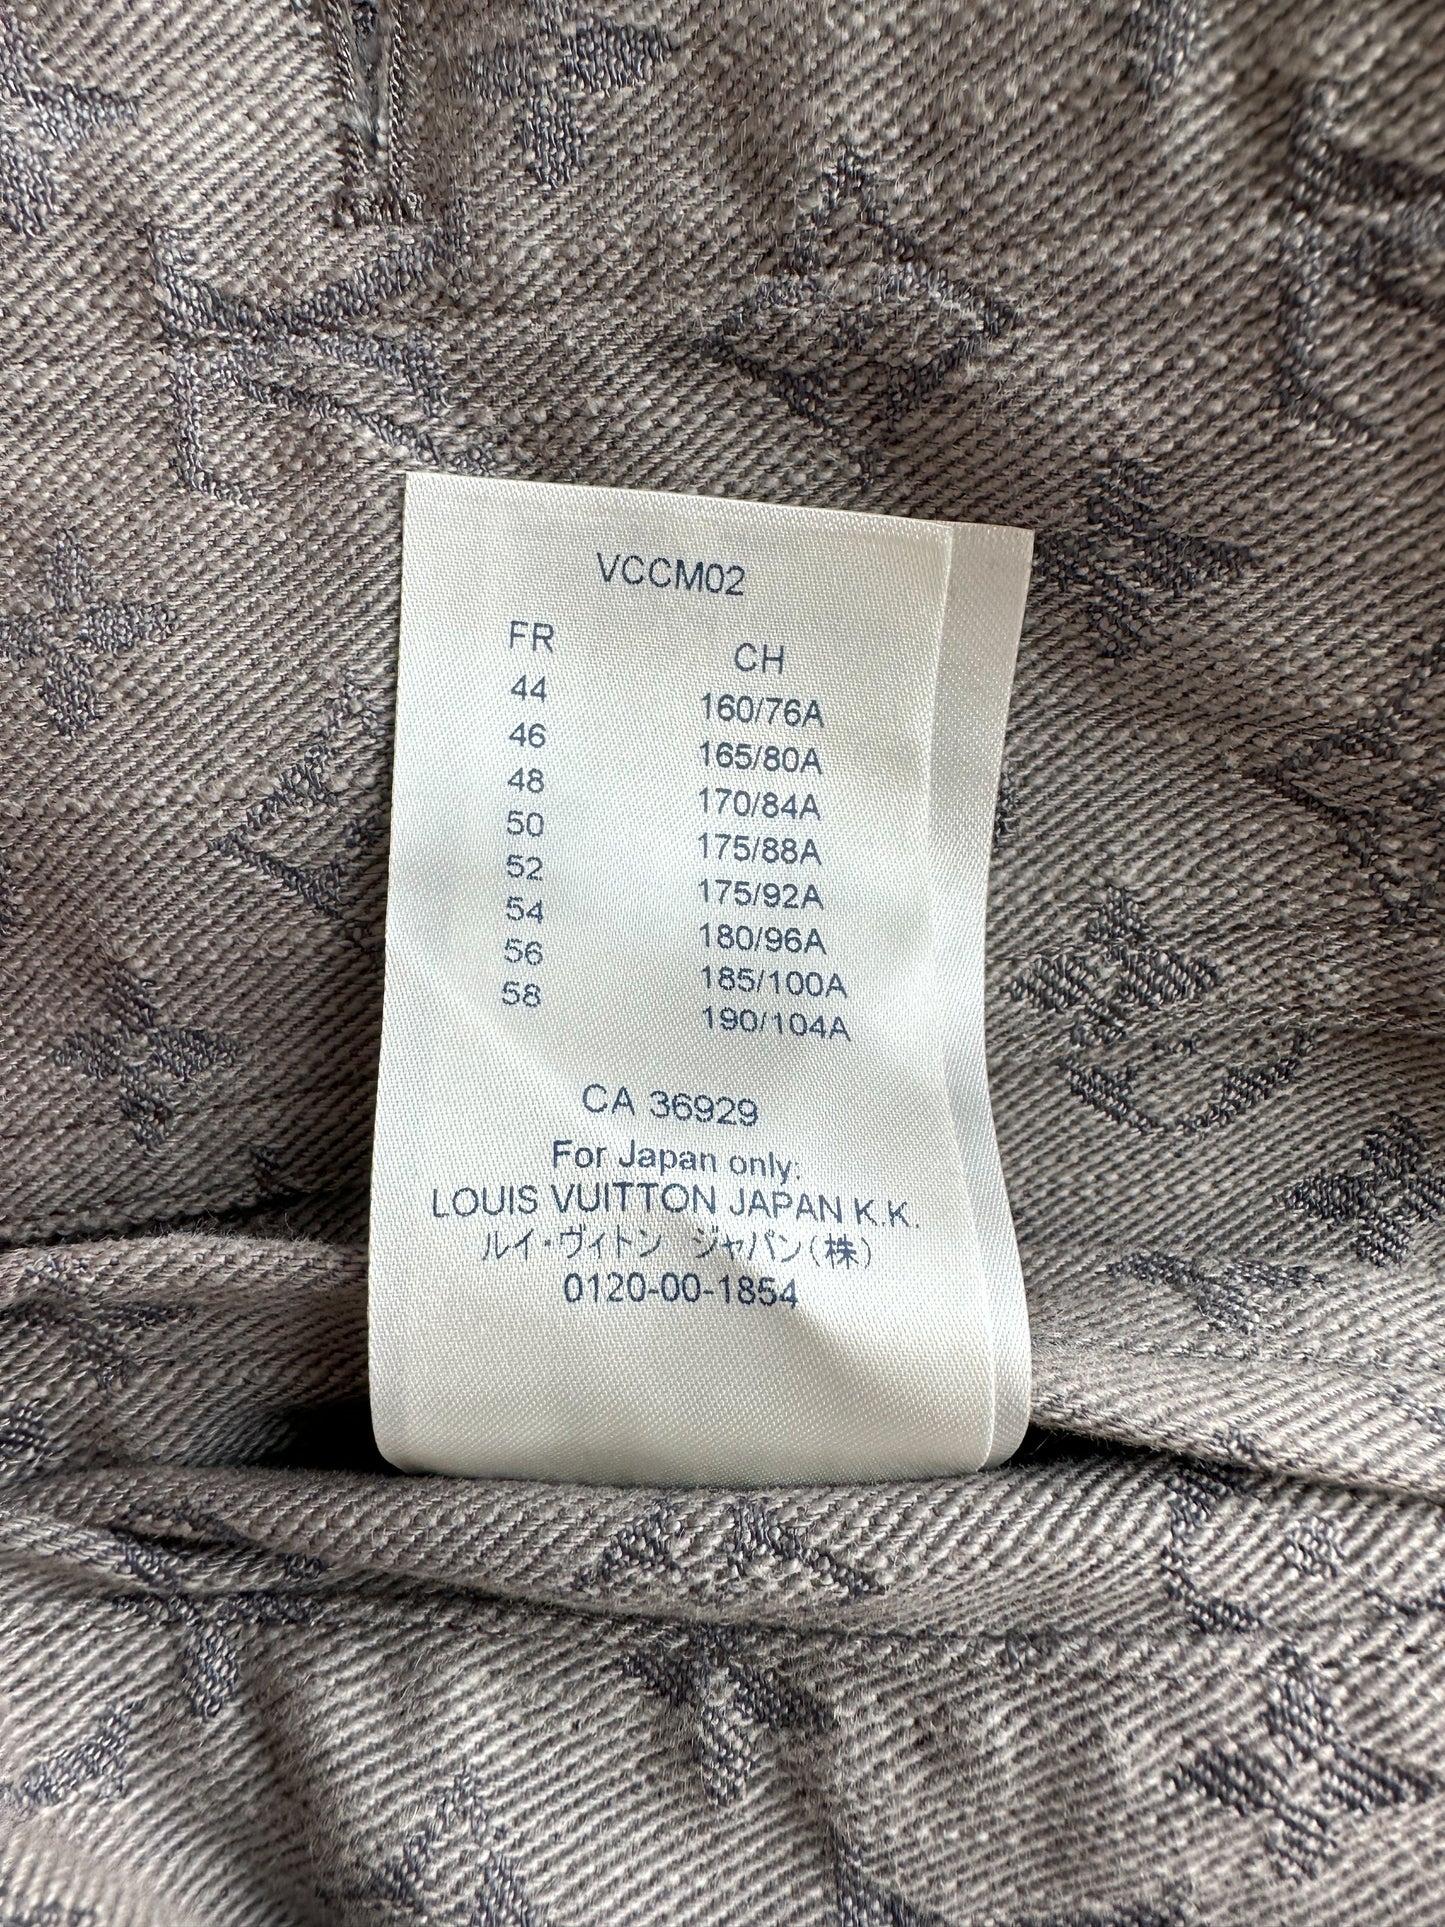 VCCM02
FR CH
44 160/76A
46 165/80A
48 170/84A
50 175/88A
52 175/92A
54 180/96A
56 185/100A
58 190/104A
CA 36929
For Japan only:
LOUIS VUITTON JAPAN K.K.
ルイ・ヴィトン ジャパン(株)
0120-00-1854